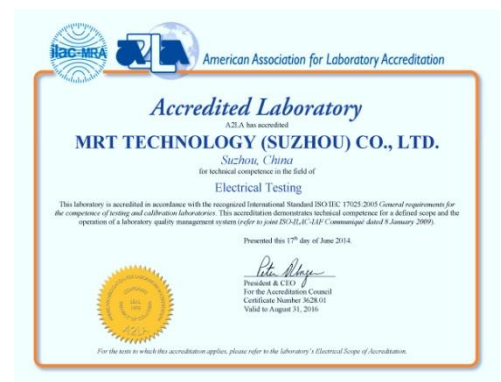 ilac-MRA
A2LA
American Association for Laboratory Accreditation
Accredited Laboratory
A2LA has accredited
MRT TECHNOLOGY (SUZHOU) CO., LTD.
Suzhou, China
for technical competence in the field of
Electrical Testing
This laboratory is accredited in accordance with the recognized International Standard ISO/IEC 17025:2005 General requirements for
the competence of testing and calibration laboratories. This accreditation demonstrates technical competence for a defined scope and the
operation of a laboratory quality management system (refer to joint ISO-ILAC-IAF Communiqué dated 8 January 2009).
Presented this 17th day of June 2014.
President & CEO
For the Accreditation Council
Certificate Number 3628.01
Valid to August 31, 2016
A2LA
For the tests to which this accreditation applies, please refer to the laboratory's Electrical Scope of Accreditation.